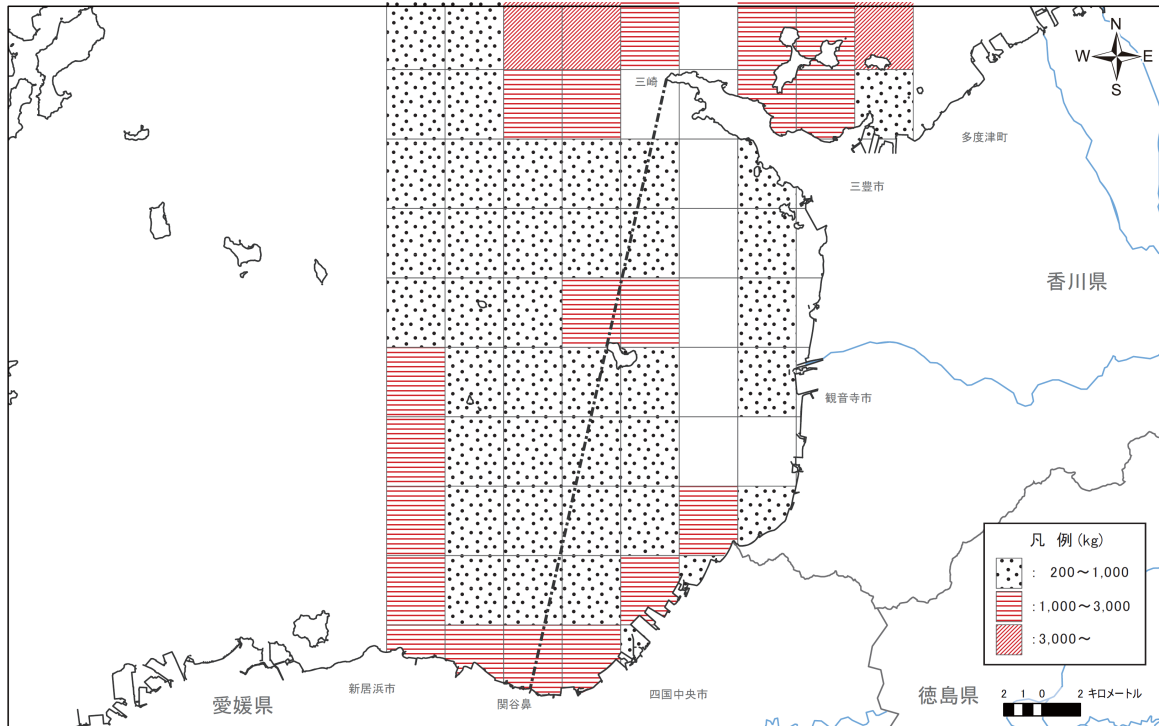 N
W E
S
三崎
多度津町
三豊市
香川県
観音寺市
凡 例 (kg)
: 200～1,000
:1,000～3,000
:3,000～
新居浜市
関谷鼻
四国中央市
愛媛県
徳島県
2 1 0 2 キロメートル